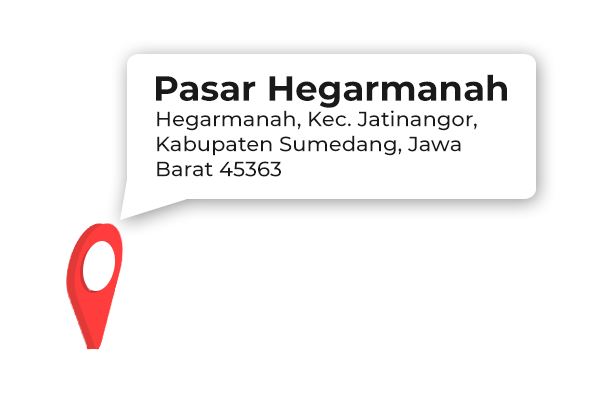 Pasar Hegarmanah
Hegarmanah, Kec. Jatinangor,
Kabupaten Sumedang, Jawa
Barat 45363